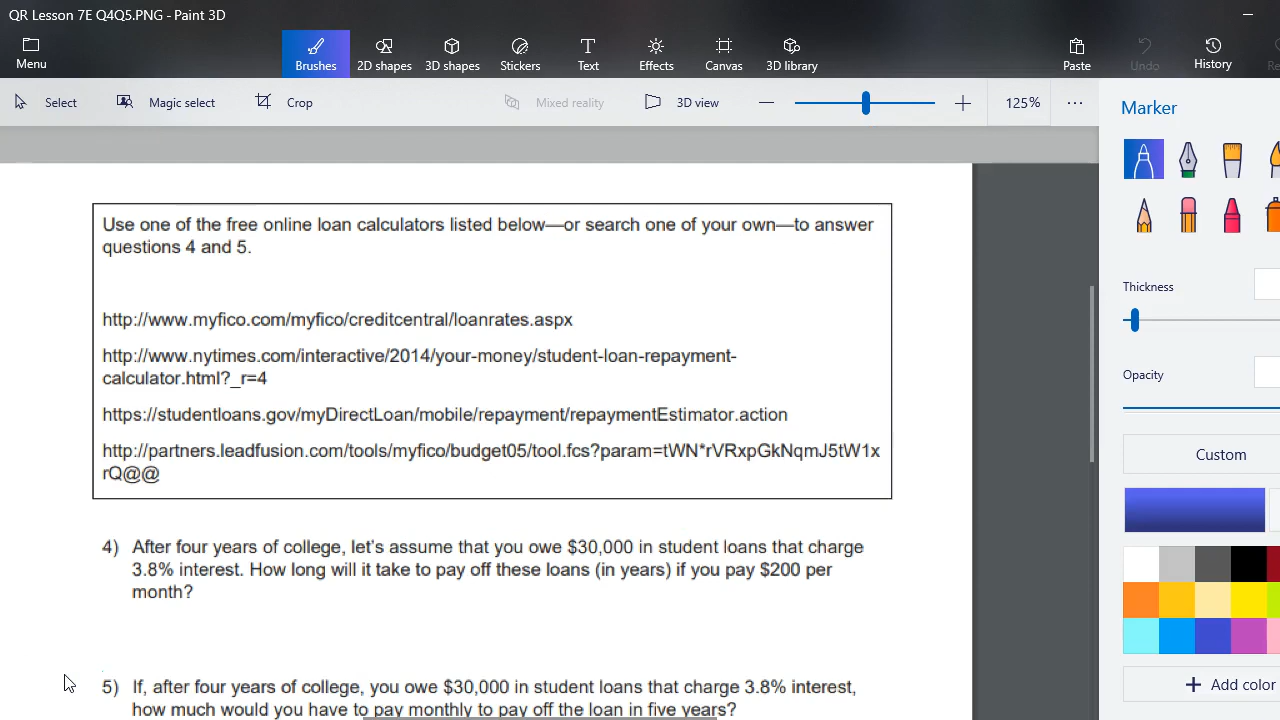 QR Lesson 7E Q4Q5.PNG - Paint 3D
Menu
Brushes
2D shapes
3D shapes
Stickers
Text
Effects
Canvas
3D library
Paste
Undo
History
Select
Magic select
Crop
Mixed reality
3D view
125%
Marker
Use one of the free online loan calculators listed below—or search one of your own—to answer
questions 4 and 5.
http://www.myfico.com/myfico/creditcentral/loanrates.aspx
http://www.nytimes.com/interactive/2014/your-money/student-loan-repayment-
calculator.html?_r=4
https://studentloans.gov/myDirectLoan/mobile/repayment/repaymentEstimator.action
http://partners.leadfusion.com/tools/myfico/budget05/tool.fcs?param=tWN*rVRxpGkNqmJ5tW1x
rQ@@
4) After four years of college, let's assume that you owe $30,000 in student loans that charge
3.8% interest. How long will it take to pay off these loans (in years) if you pay $200 per
month?
5) If, after four years of college, you owe $30,000 in student loans that charge 3.8% interest,
how much would you have to pay monthly to pay off the loan in five years?
Thickness
Opacity
Custom
Add color